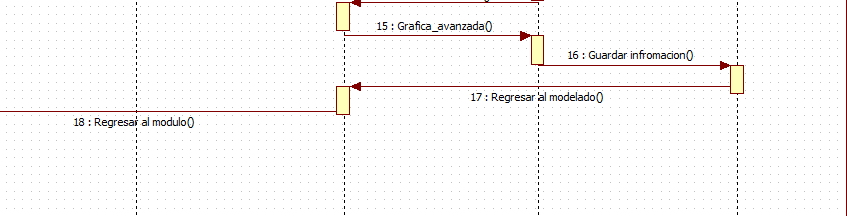 15 : Grafica_avanzada()
16 : Guardar infromacion()
17 : Regresar al modelado()
18 : Regresar al modulo()